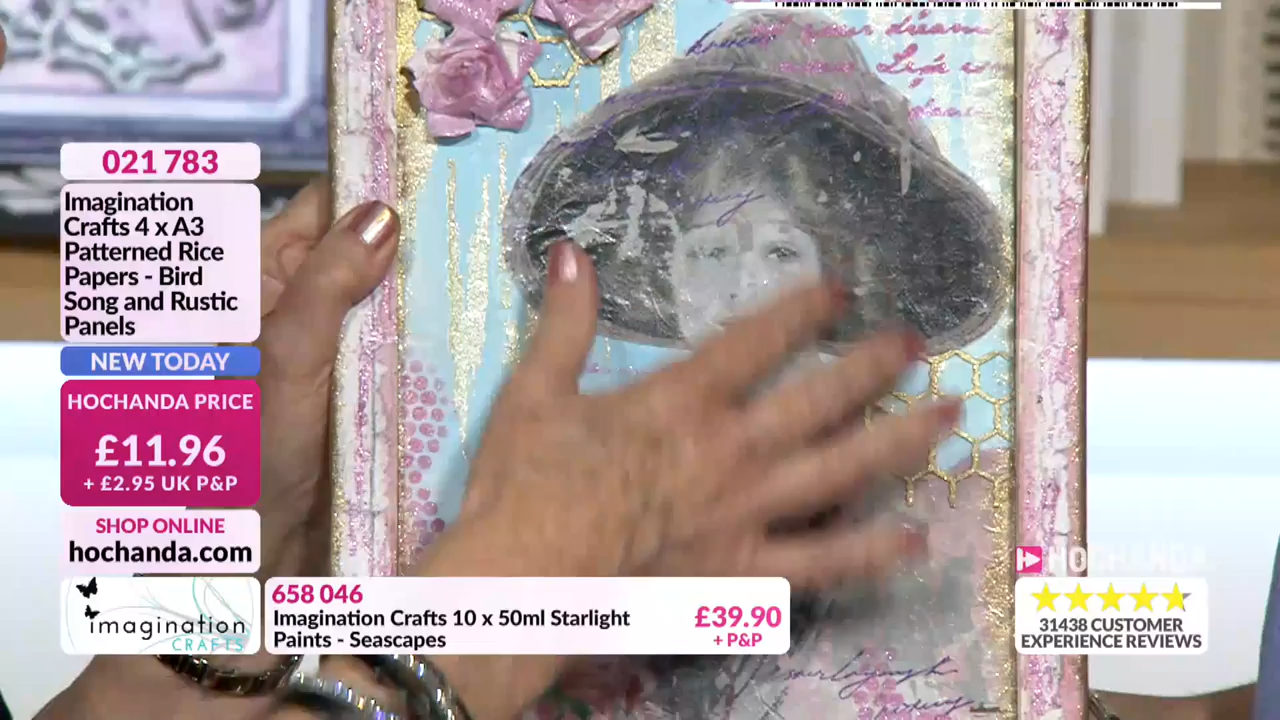 021 783
Imagination
Crafts 4 x A3
Patterned Rice
Papers - Bird
Song and Rustic
Panels
NEW TODAY
HOCHANDA PRICE
£11.96
+ £2.95 UK P&P
SHOP ONLINE
hochanda.com
imagination
CRAFTS
658 046
Imagination Crafts 10 x 50ml Starlight
Paints - Seascapes
£39.90
+ P&P
HOCHANDA
31438 CUSTOMER
EXPERIENCE REVIEWS
your dream